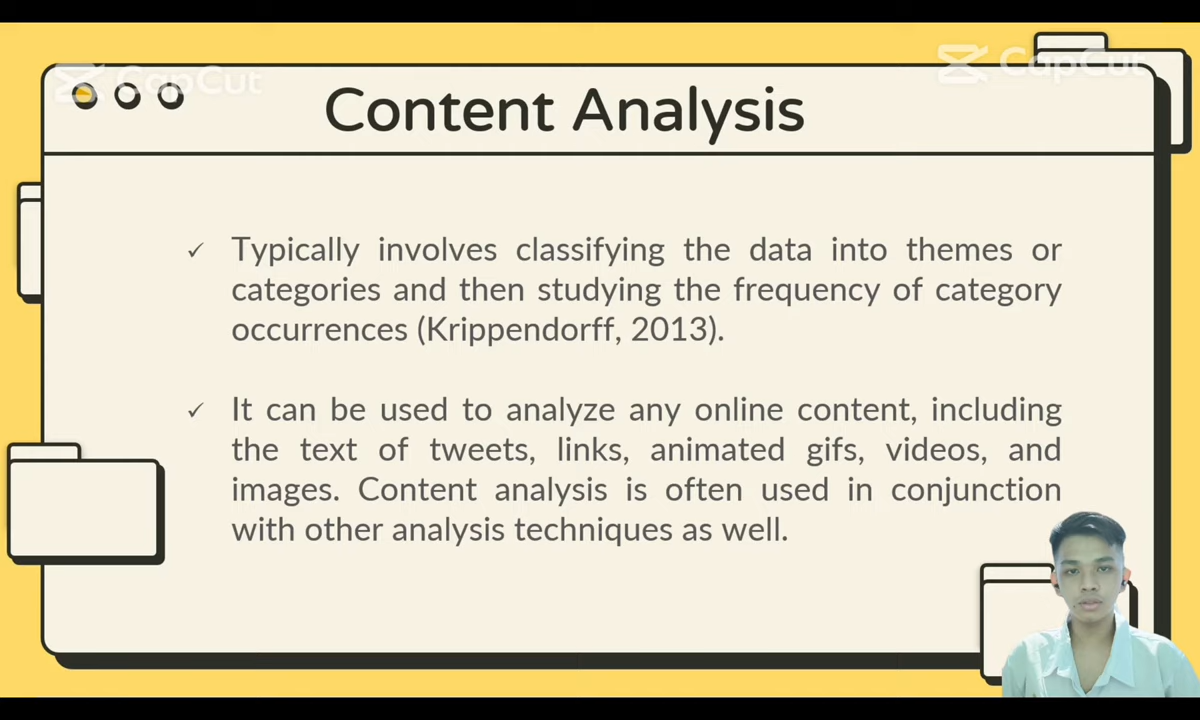 CapCut
CapCut
Content Analysis
✓ Typically involves classifying the data into themes or
categories and then studying the frequency of category
occurrences (Krippendorff, 2013).
✓ It can be used to analyze any online content, including
the text of tweets, links, animated gifs, videos, and
images. Content analysis is often used in conjunction
with other analysis techniques as well.